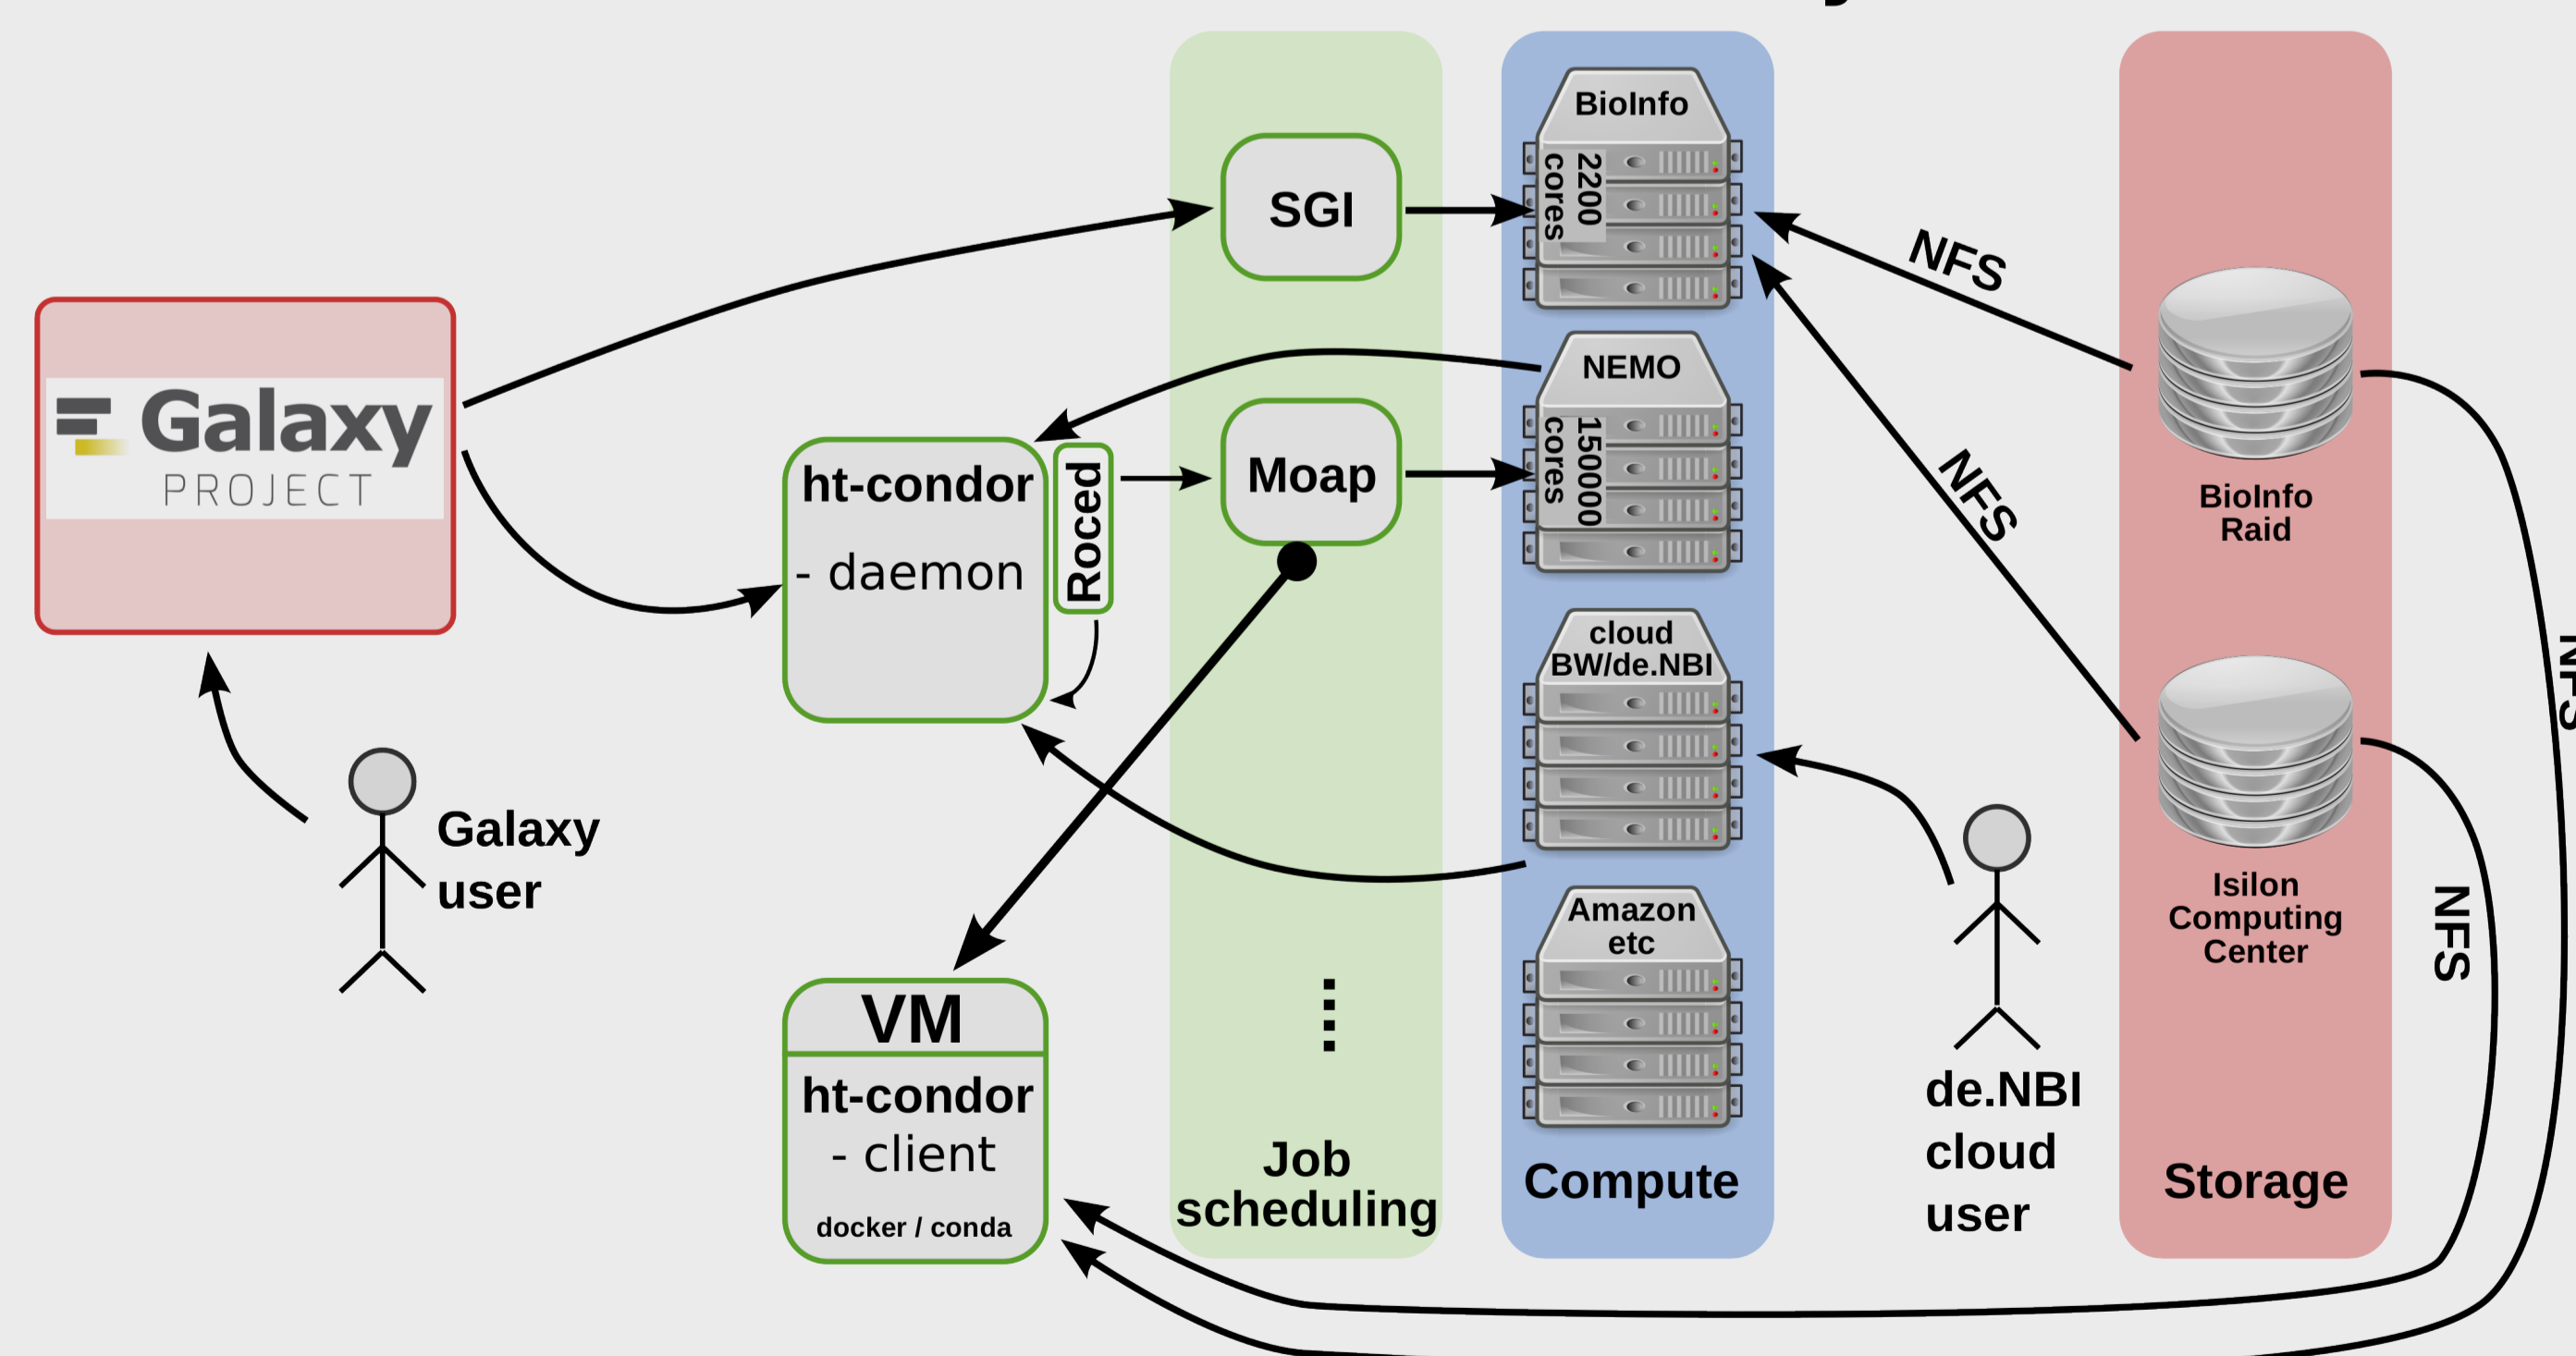 Galaxy
PROJECT
Galaxy
user
ht-condor
- daemon
Roced
VM
ht-condor
- client
docker / conda
SGI
Moap
Job
scheduling
BioInfo
2200
cores
NEMO
150000
cores
cloud
BW/de.NBI
Amazon
etc
Compute
NFS
NFS
de.NBI
cloud
user
BioInfo
Raid
Isilon
Computing
Center
Storage
NFS
NFS